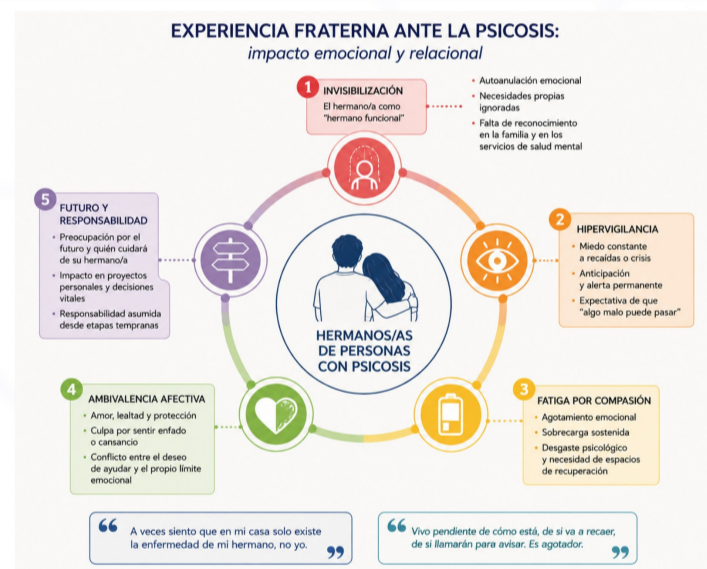 EXPERIENCIA FRATERNA ANTE LA PSICOSIS:
impacto emocional y relacional
1
INVISIBILIZACIÓN
El hermano/a como
"hermano funcional"
• Autoanulación emocional
• Necesidades propias
ignoradas
• Falta de reconocimiento
en la familia y en los
servicios de salud mental
2
HIPERVIGILANCIA
• Miedo constante
a recaídas o crisis
• Anticipación
y alerta permanente
• Expectativa de que
"algo malo puede pasar"
3
FATIGA POR COMPASIÓN
• Agotamiento emocional
• Sobrecarga sostenida
• Desgaste psicológico
y necesidad de espacios
de recuperación
4
AMBIVALENCIA AFECTIVA
• Amor, lealtad y protección
• Culpa por sentir enfado
o cansancio
• Conflicto entre el deseo
de ayudar y el propio límite
emocional
5
FUTURO Y
RESPONSABILIDAD
• Preocupación por el
futuro y quién cuidará
de su hermano/a
• Impacto en proyectos
personales y decisiones
vitales
• Responsabilidad asumida
desde etapas tempranas
HERMANOS/AS
DE PERSONAS
CON PSICOSIS
“ A veces siento que en mi casa solo existe
la enfermedad de mi hermano, no yo. ”
“ Vivo pendiente de cómo está, de si va a recaer,
de si llamarán para avisar. Es agotador. ”